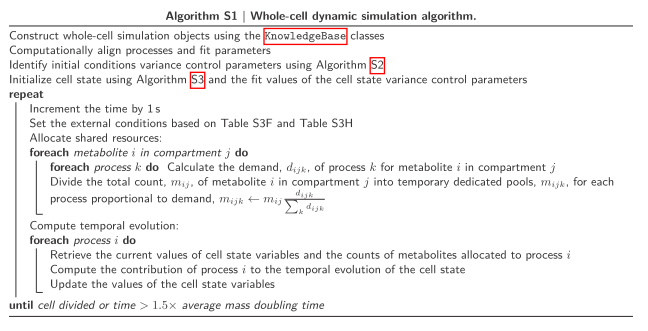 Algorithm S1 | Whole-cell dynamic simulation algorithm.
Construct whole-cell simulation objects using the KnowledgeBase classes
Computationally align processes and fit parameters
Identify initial conditions variance control parameters using Algorithm S2
Initialize cell state using Algorithm S3 and the fit values of the cell state variance control parameters
repeat
Increment the time by 1 s
Set the external conditions based on Table S3F and Table S3H
Allocate shared resources:
foreach metabolite i in compartment j do
foreach process k do Calculate the demand, d_{ijk}, of process k for metabolite i in compartment j
Divide the total count, m_{ij}, of metabolite i in compartment j into temporary dedicated pools, m_{ijk}, for each
process proportional to demand, m_{ijk} ← m_{ij} \frac{d_{ijk}}{\sum_k d_{ijk}}
Compute temporal evolution:
foreach process i do
Retrieve the current values of cell state variables and the counts of metabolites allocated to process i
Compute the contribution of process i to the temporal evolution of the cell state
Update the values of the cell state variables
until cell divided or time > 1.5× average mass doubling time